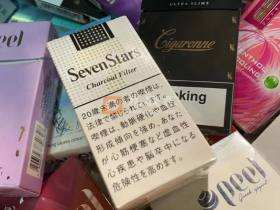 peel
SevenStars
Charcoal Filter
20歳未満の者の喫煙は、
法律で禁じられています。
喫煙は、動脈硬化や血栓
形成傾向を強め、あなた
が心筋梗塞など虚血性
心疾患や脳卒中になる
危険性を高めます。
ULTRA SLIMS
Cigaronne
oking
peel